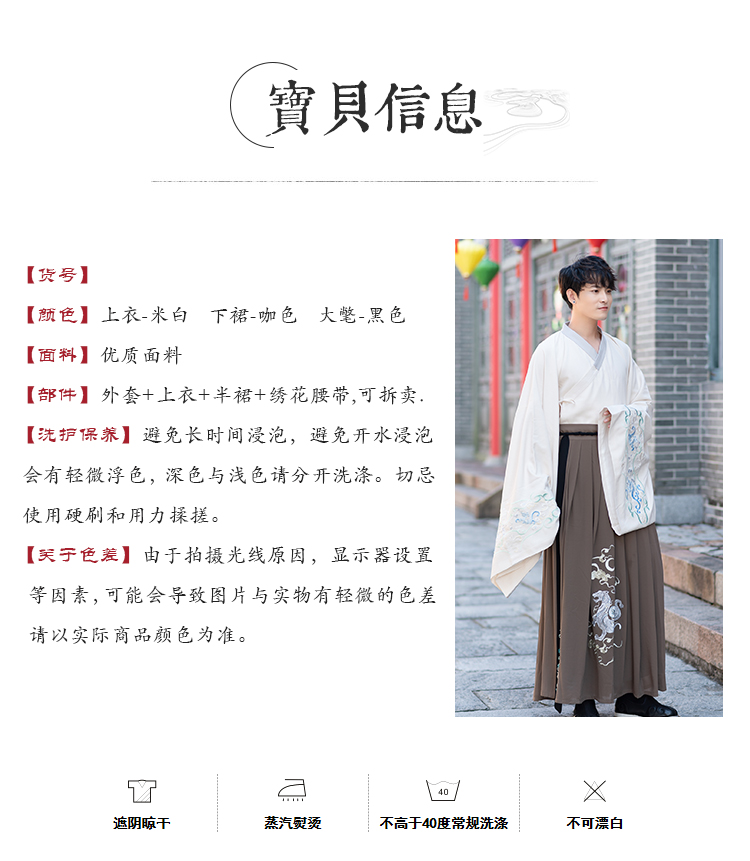 寶貝信息
【货号】
【颜色】上衣-米白 下裙-咖色 大氅-黑色
【面料】优质面料
【部件】外套+上衣+半裙+绣花腰带,可拆卖.
【洗护保养】避免长时间浸泡，避免开水浸泡
会有轻微浮色，深色与浅色请分开洗涤。切忌
使用硬刷和用力揉搓。
【关于色差】由于拍摄光线原因，显示器设置
等因素，可能会导致图片与实物有轻微的色差
请以实际商品颜色为准。
40
遮阴晾干 蒸汽熨烫 不高于40度常规洗涤 不可漂白